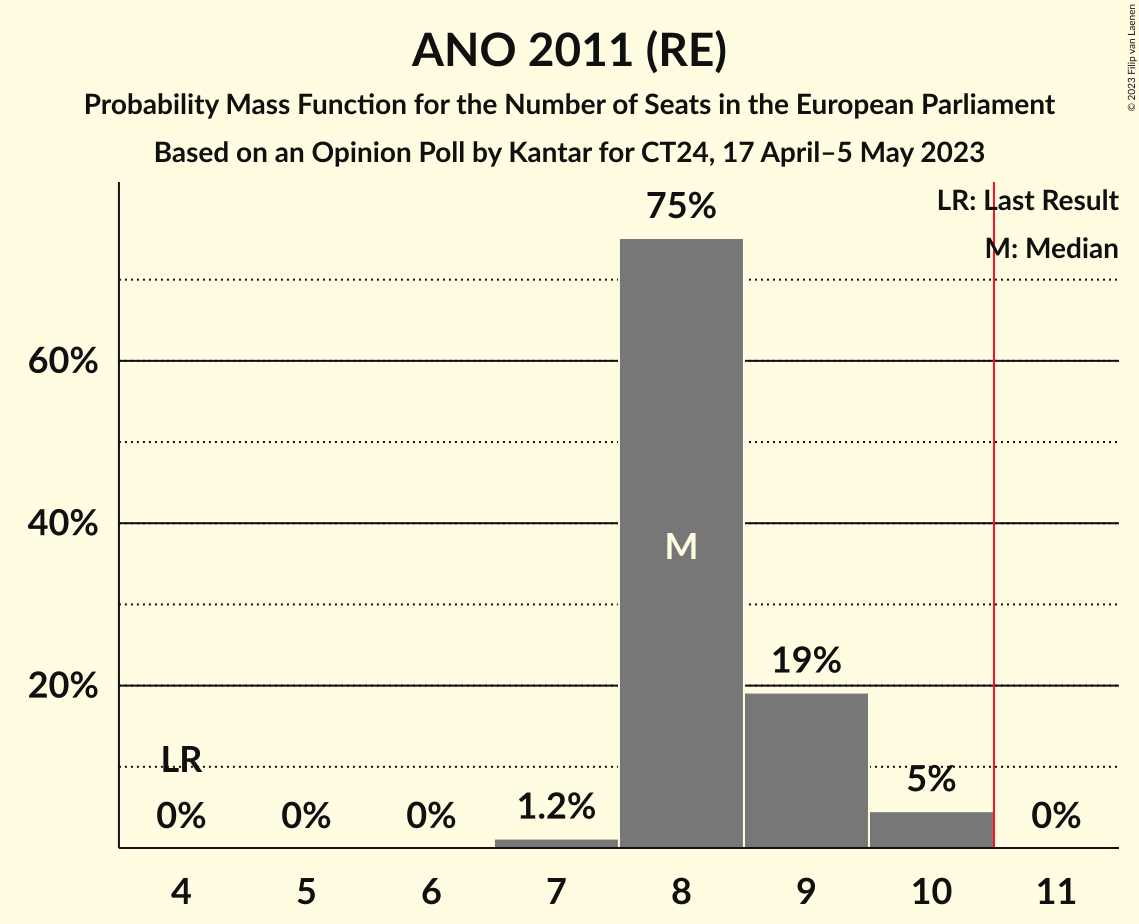 ANO 2011 (RE)
Probability Mass Function for the Number of Seats in the European Parliament
Based on an Opinion Poll by Kantar for CT24, 17 April–5 May 2023
© 2023 Filip van Laenen
LR: Last Result
M: Median
75%
60%
40%
M
20%
19%
LR
5%
0%
0%
0%
1.2%
0%
4
5
6
7
8
9
10
11